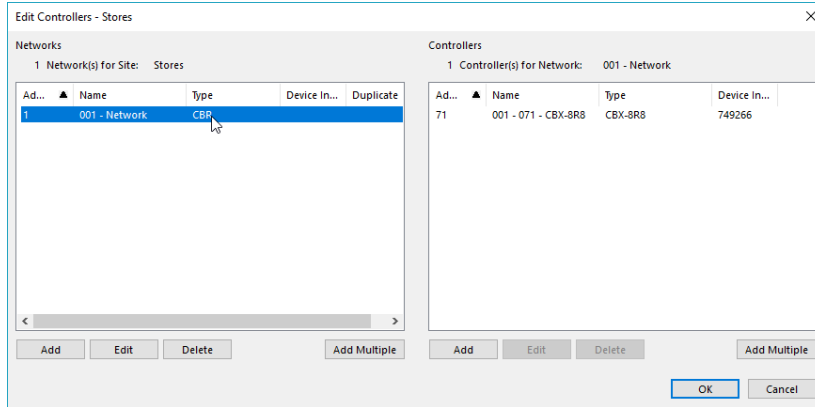 Edit Controllers - Stores
Networks
1 Network(s) for Site: Stores
Ad... Name Type Device In... Duplicate
1 001 - Network CBR
Add Edit Delete Add Multiple
Controllers
1 Controller(s) for Network: 001 - Network
Ad... Name Type Device In...
71 001 - 071 - CBX-8R8 CBX-8R8 749266
Add Edit Delete Add Multiple
OK Cancel